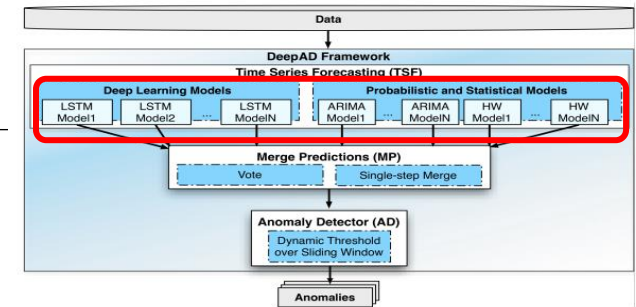 Data
DeepAD Framework
Time Series Forecasting (TSF)
Deep Learning Models
Probabilistic and Statistical Models
LSTM Model1
LSTM Model2
...
LSTM ModelN
ARIMA Model1
...
ARIMA ModelN
HW Model1
...
HW ModelN
Merge Predictions (MP)
Vote
Single-step Merge
Anomaly Detector (AD)
Dynamic Threshold
over Sliding Window
Anomalies